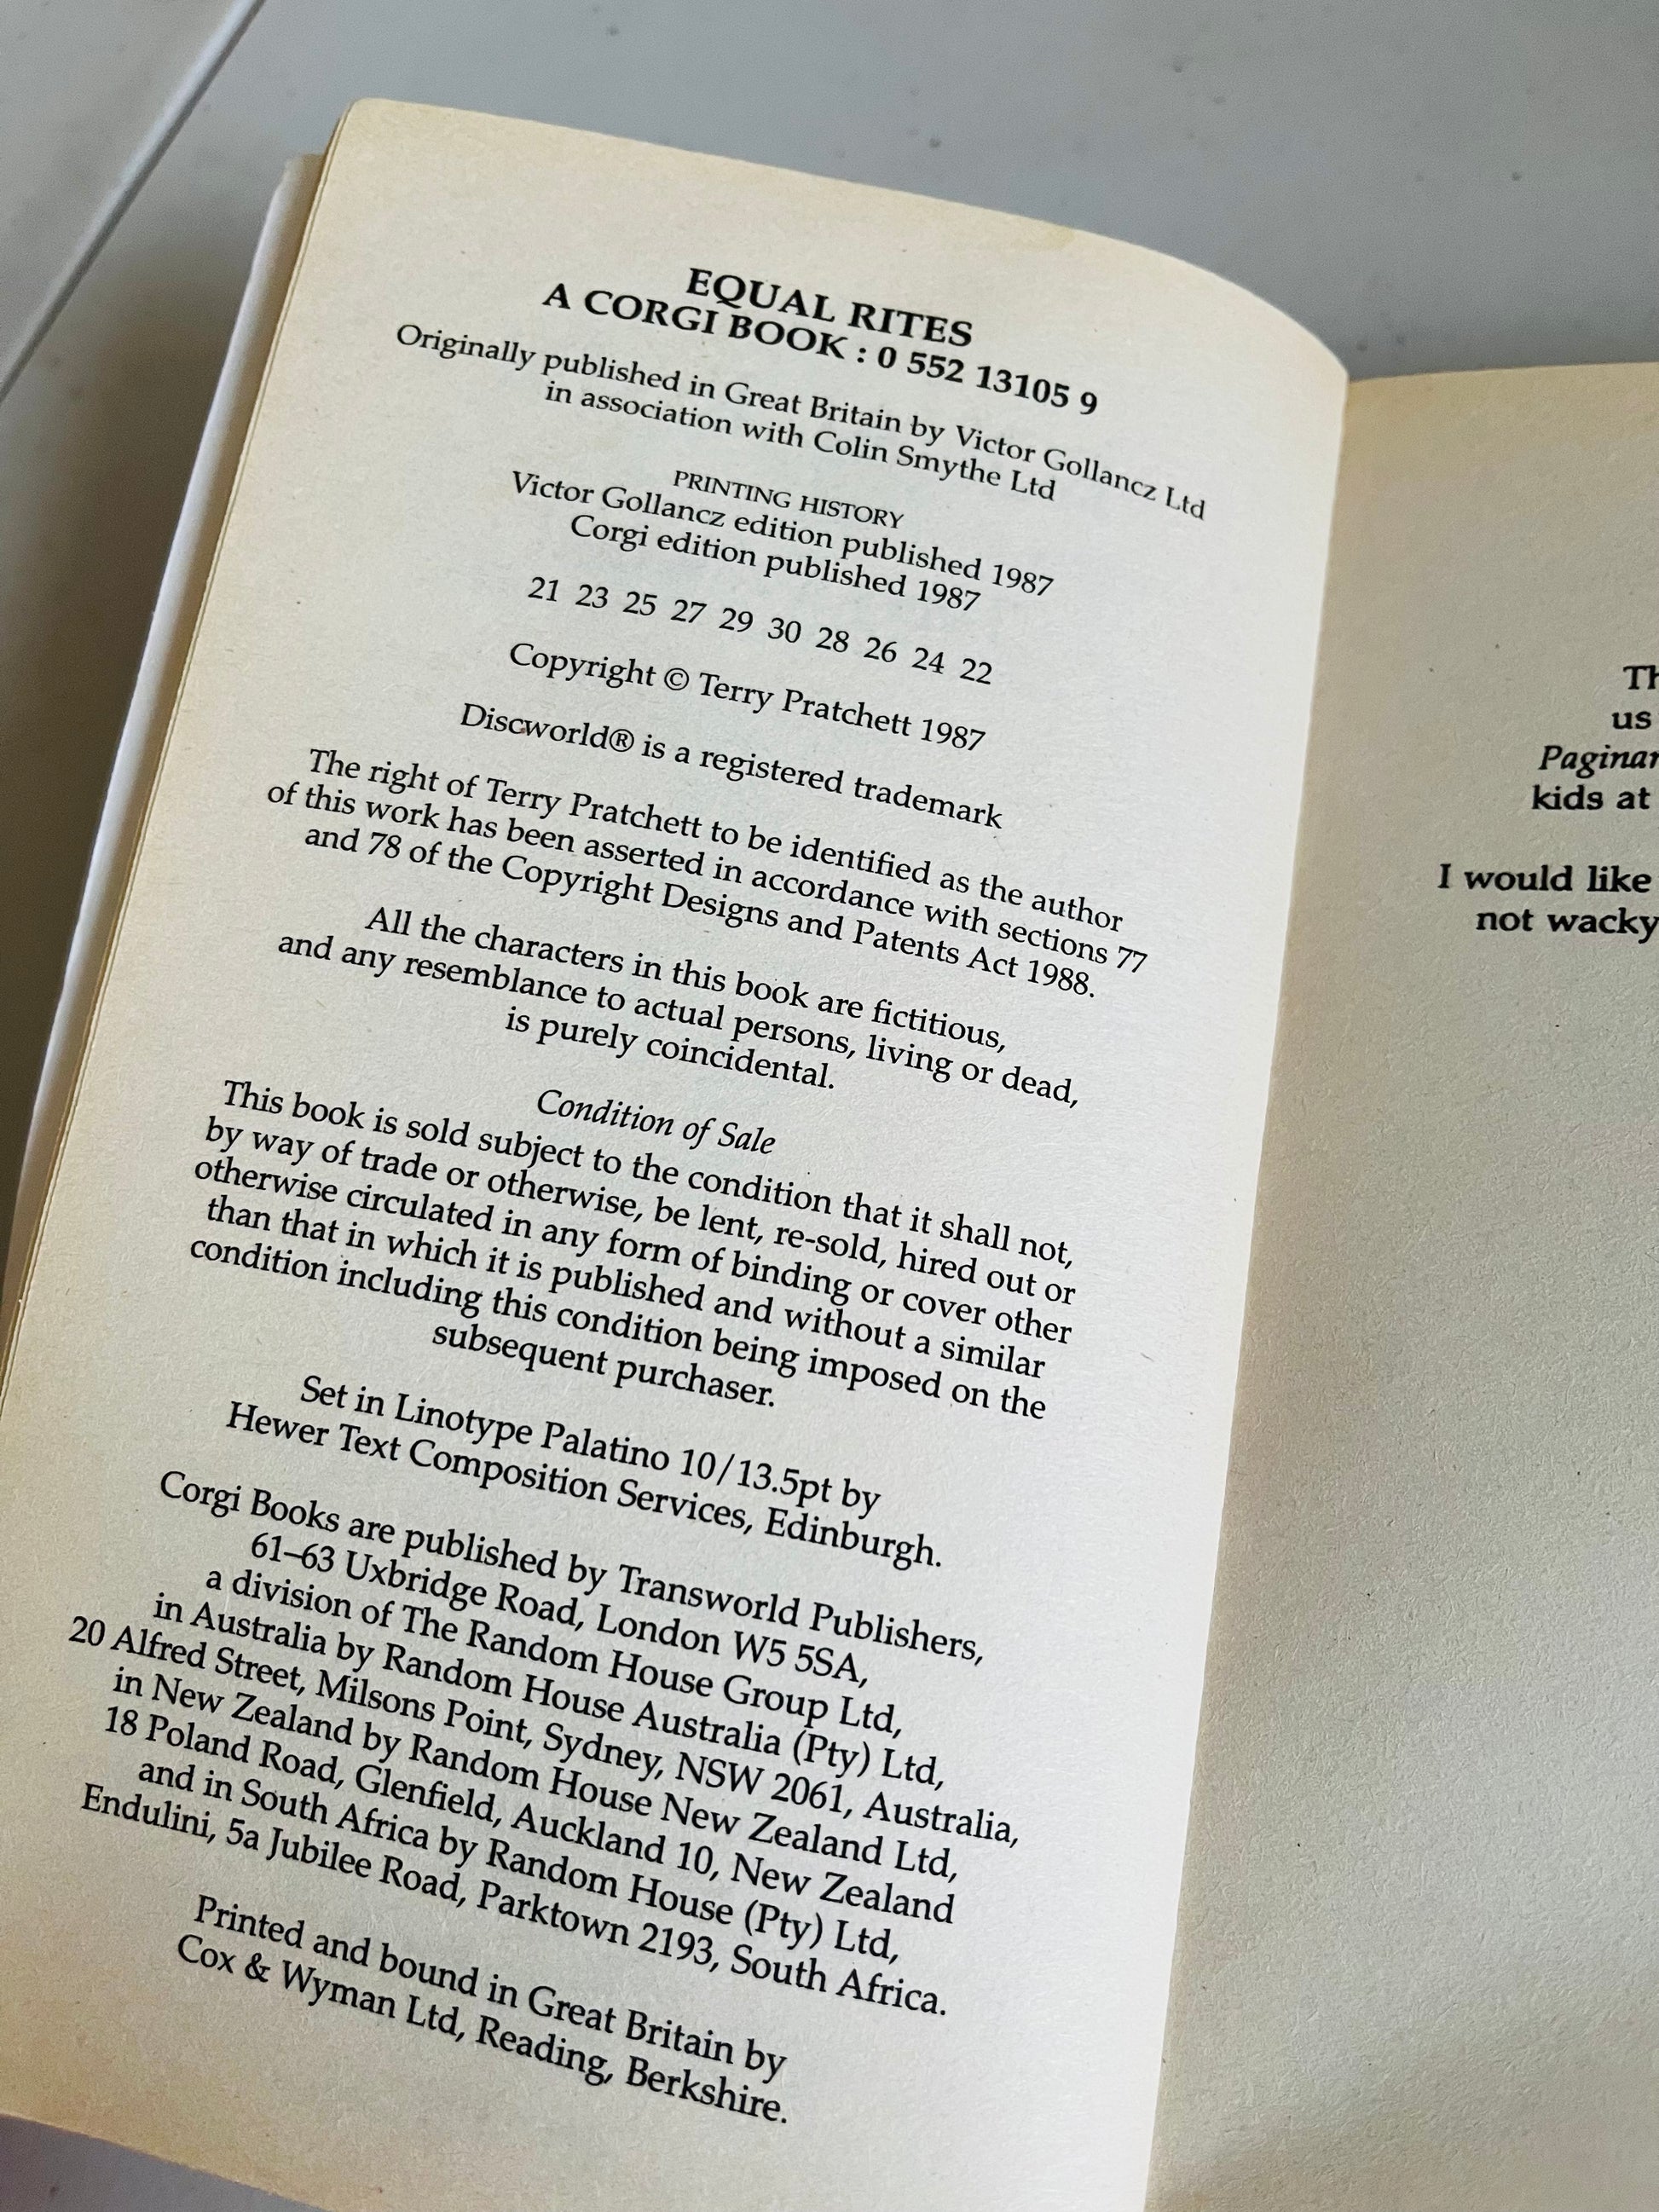 EQUAL RITES
A CORGI BOOK : 0 552 13105 9
Originally published in Great Britain by Victor Gollancz Ltd
in association with Colin Smythe Ltd
PRINTING HISTORY
Victor Gollancz edition published 1987
Corgi edition published 1987
21 23 25 27 29 30 28 26 24 22
Copyright © Terry Pratchett 1987
Discworld® is a registered trademark
The right of Terry Pratchett to be identified as the author
of this work has been asserted in accordance with sections 77
and 78 of the Copyright Designs and Patents Act 1988.
All the characters in this book are fictitious,
and any resemblance to actual persons, living or dead,
is purely coincidental.
Condition of Sale
This book is sold subject to the condition that it shall not,
by way of trade or otherwise, be lent, re-sold, hired out or
otherwise circulated in any form of binding or cover other
than that in which it is published and without a similar
condition including this condition being imposed on the
subsequent purchaser.
Set in Linotype Palatino 10/13.5pt by
Hewer Text Composition Services, Edinburgh.
Corgi Books are published by Transworld Publishers,
61–63 Uxbridge Road, London W5 5SA,
a division of The Random House Group Ltd,
in Australia by Random House Australia (Pty) Ltd,
20 Alfred Street, Milsons Point, Sydney, NSW 2061, Australia,
in New Zealand by Random House New Zealand Ltd,
18 Poland Road, Glenfield, Auckland 10, New Zealand
and in South Africa by Random House (Pty) Ltd,
Endulini, 5a Jubilee Road, Parktown 2193, South Africa.
Printed and bound in Great Britain by
Cox & Wyman Ltd, Reading, Berkshire.
us
kids at
I would like
not wacky